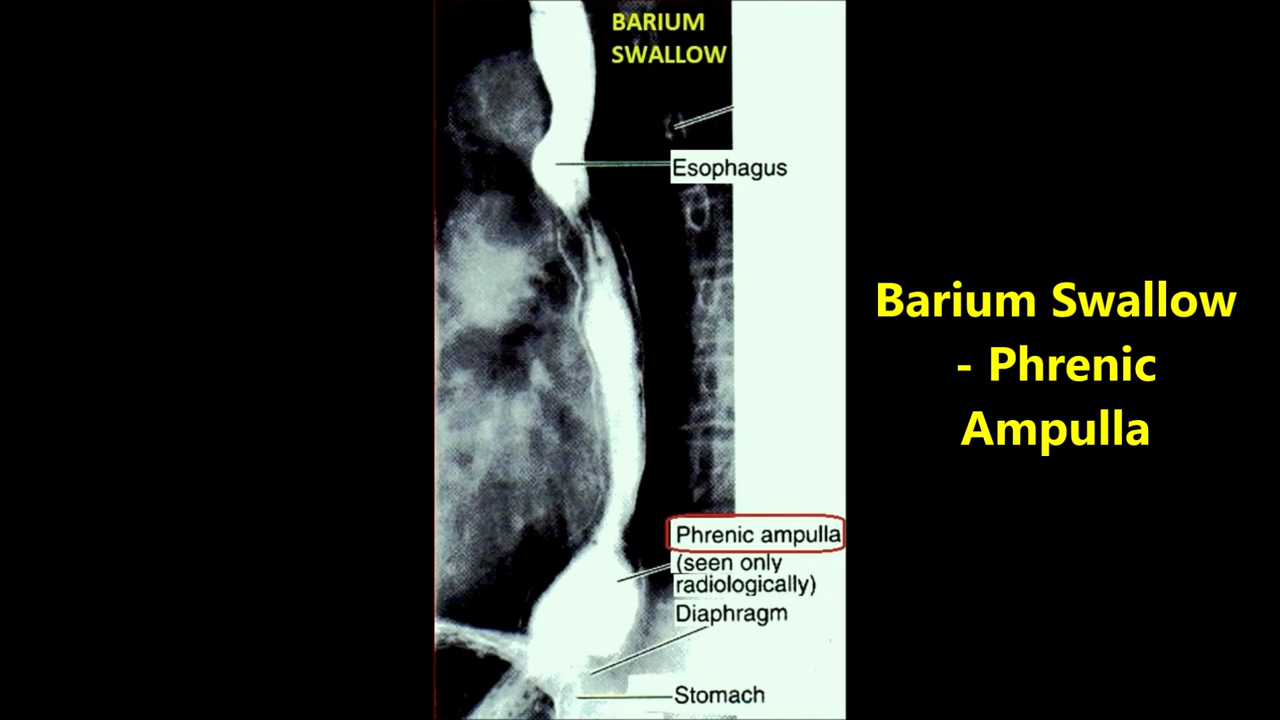 BARIUM
SWALLOW
Esophagus
Barium Swallow
- Phrenic
Ampulla
Phrenic ampulla
(seen only
radiologically)
Diaphragm
Stomach